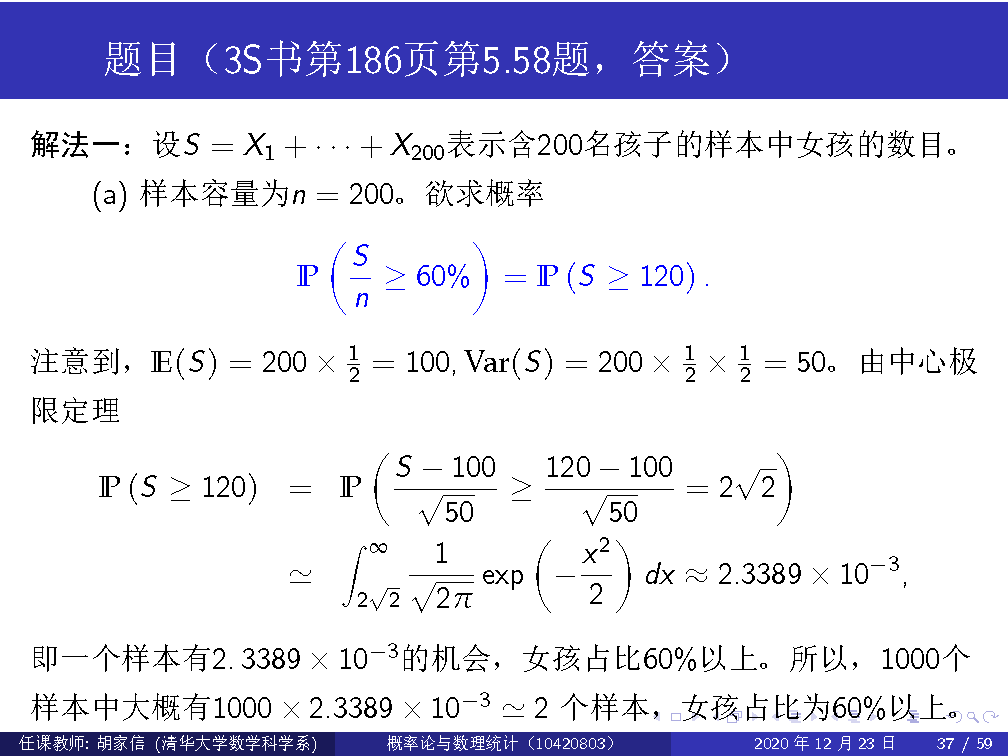 题目（3S书第186页第5.58题，答案）
解法一：设S = X₁ + ··· + X₂₀₀表示含200名孩子的样本中女孩的数目。
(a) 样本容量为n = 200。欲求概率
ℙ(S/n ≥ 60%) = ℙ(S ≥ 120).
注意到，𝔼(S) = 200 × 1/2 = 100, Var(S) = 200 × 1/2 × 1/2 = 50。由中心极
限定理
ℙ(S ≥ 120) = ℙ((S − 100)/√50 ≥ (120 − 100)/√50 = 2√2)
≃ ∫_{2√2}^{∞} 1/√(2π) exp(−x²/2) dx ≈ 2.3389 × 10⁻³,
即一个样本有2.3389 × 10⁻³的机会，女孩占比60%以上。所以，1000个
样本中大概有1000 × 2.3389 × 10⁻³ ≃ 2 个样本，女孩占比为60%以上。
任课教师: 胡家信 (清华大学数学科学系) 概率论与数理统计（10420803） 2020 年 12 月 23 日 37 / 59